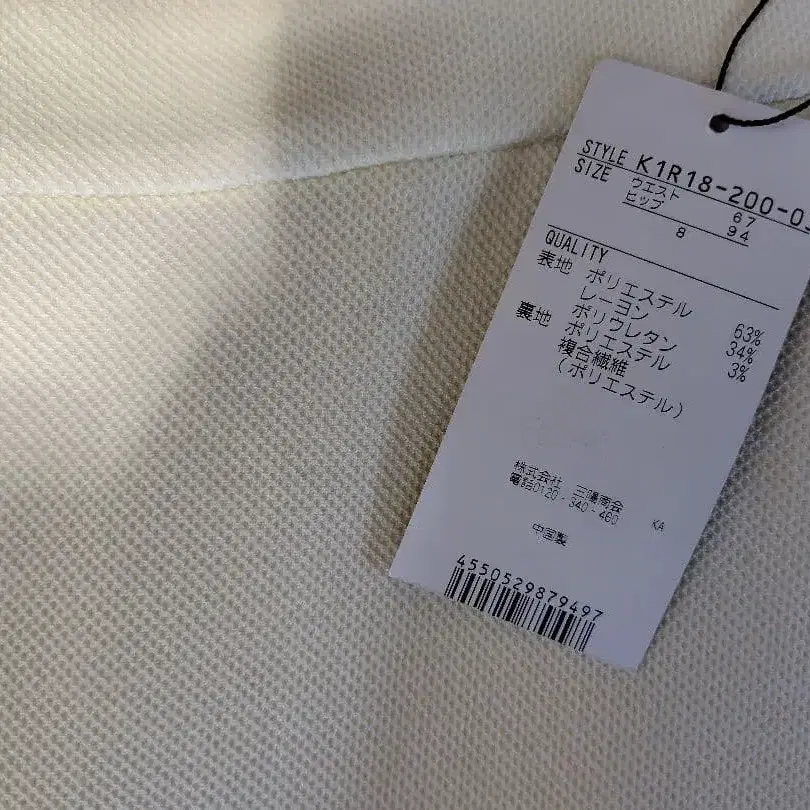 STYLE K1R18-200-0
SIZE ウエスト 67
ヒップ 94
8
QUALITY
表地 ポリエステル 63%
レーヨン 34%
ポリウレタン 3%
裏地 ポリエステル
複合繊維
(ポリエステル)
株式会社 三陽商会
電話0120-340-460 KA
中国製
4550529879497